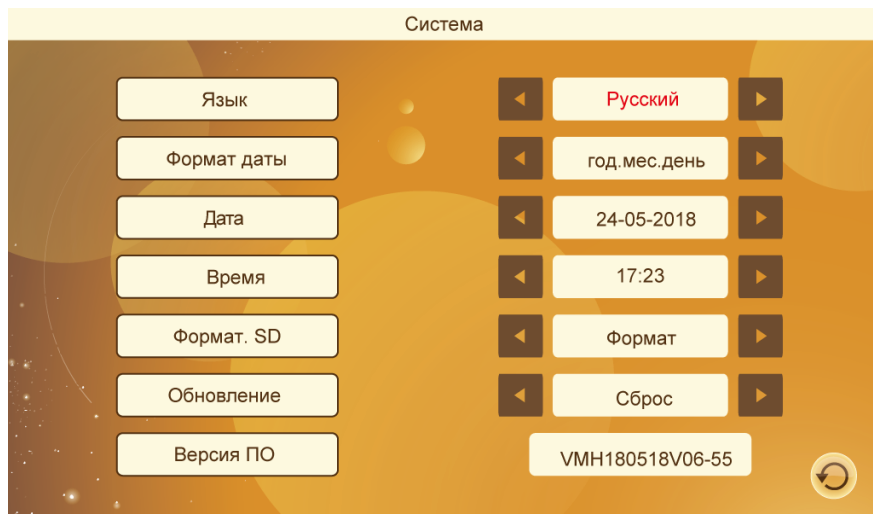 Система
Язык
Русский
Формат даты
год.мес.день
Дата
24-05-2018
Время
17:23
Формат. SD
Формат
Обновление
Сброс
Версия ПО
VMH180518V06-55